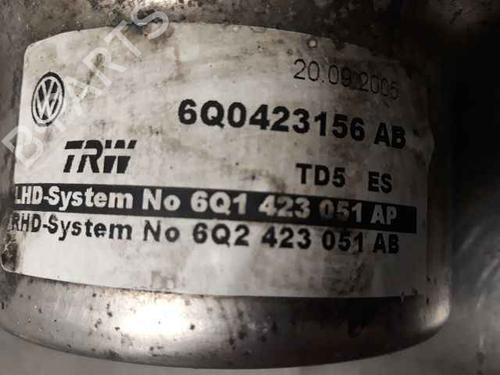 20.09.2005
6Q0423156 AB
TRW
TD5 ES
LHD-System No 6Q1 423 051 AP
RHD-System No 6Q2 423 051 AB